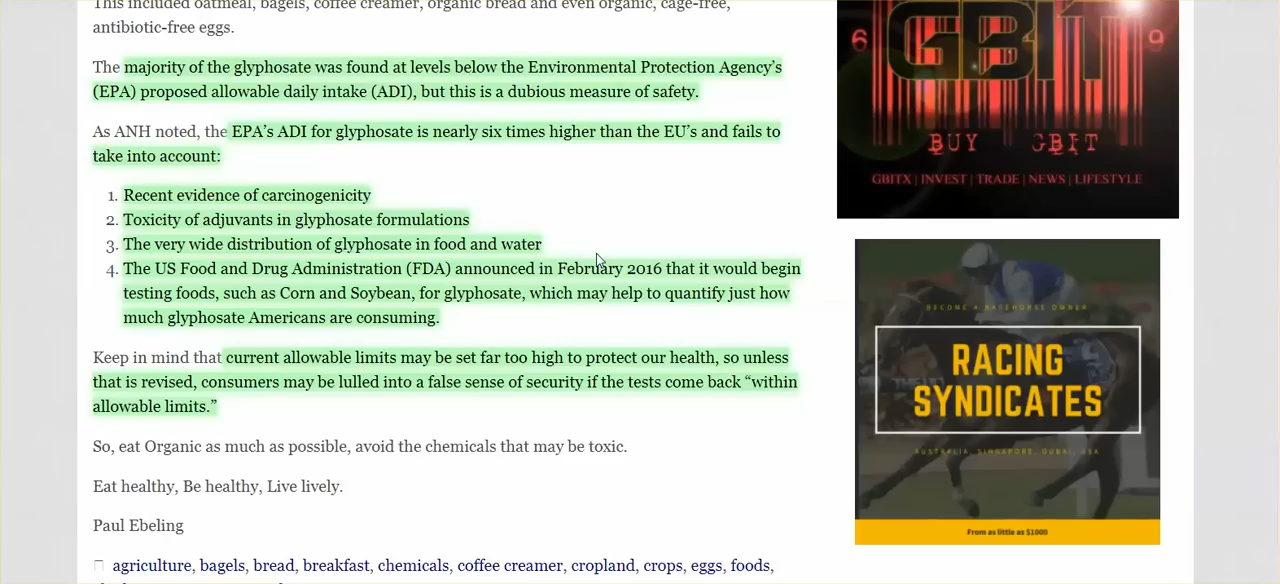 This included oatmeal, bagels, coffee creamer, organic bread and even organic, cage-free,
antibiotic-free eggs.
The majority of the glyphosate was found at levels below the Environmental Protection Agency’s
(EPA) proposed allowable daily intake (ADI), but this is a dubious measure of safety.
As ANH noted, the EPA’s ADI for glyphosate is nearly six times higher than the EU’s and fails to
take into account:
1. Recent evidence of carcinogenicity
2. Toxicity of adjuvants in glyphosate formulations
3. The very wide distribution of glyphosate in food and water
4. The US Food and Drug Administration (FDA) announced in February 2016 that it would begin
testing foods, such as Corn and Soybean, for glyphosate, which may help to quantify just how
much glyphosate Americans are consuming.
Keep in mind that current allowable limits may be set far too high to protect our health, so unless
that is revised, consumers may be lulled into a false sense of security if the tests come back “within
allowable limits.”
So, eat Organic as much as possible, avoid the chemicals that may be toxic.
Eat healthy, Be healthy, Live lively.
Paul Ebeling
agriculture, bagels, bread, breakfast, chemicals, coffee creamer, cropland, crops, eggs, foods,
GBIT
6 9
BUY GBIT
GBITX | INVEST | TRADE | NEWS | LIFESTYLE
BECOME A RACEHORSE OWNER
RACING
SYNDICATES
AUSTRALIA, SINGAPORE, DUBAI, USA
From as little as $1000